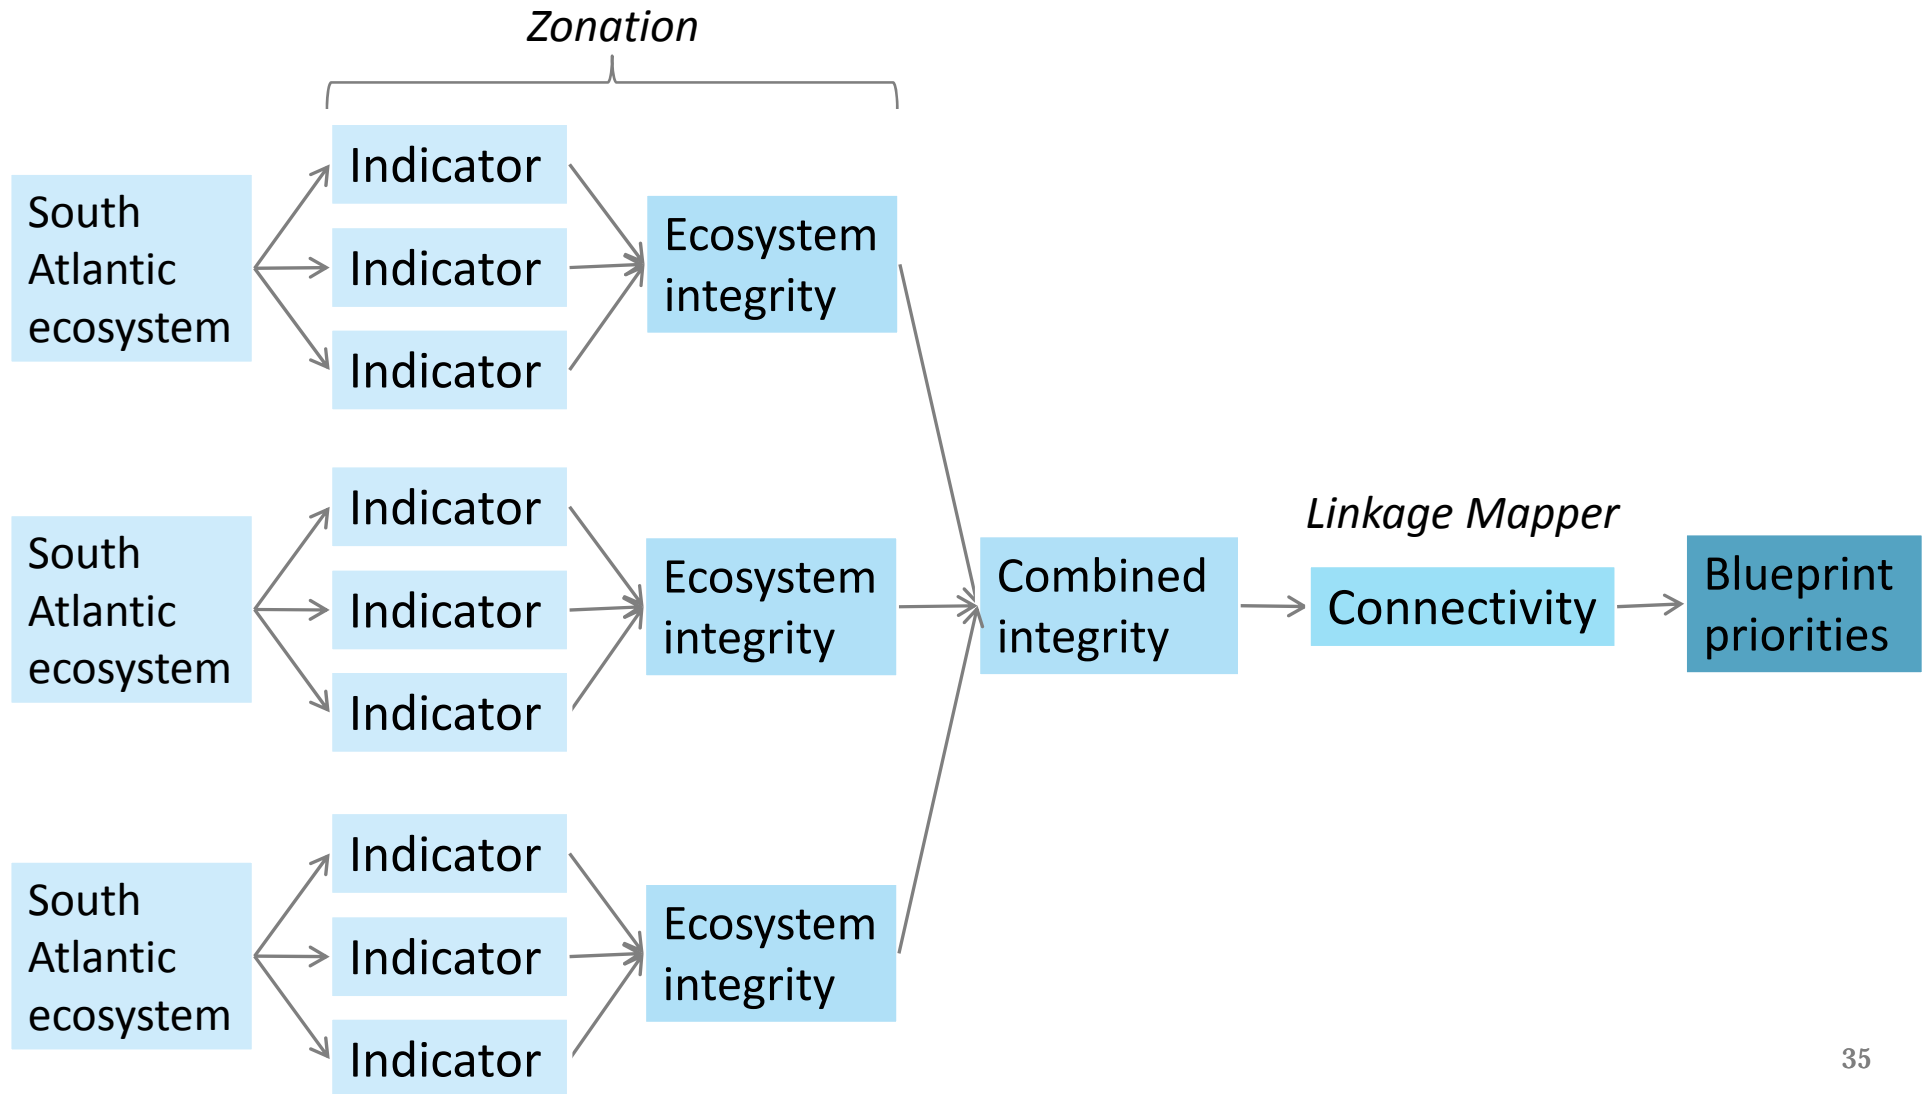 Zonation
South
Atlantic
ecosystem
Indicator
Indicator
Indicator
Ecosystem
integrity
South
Atlantic
ecosystem
Indicator
Indicator
Indicator
Ecosystem
integrity
Combined
integrity
Linkage Mapper
Connectivity
Blueprint
priorities
South
Atlantic
ecosystem
Indicator
Indicator
Indicator
Ecosystem
integrity
35